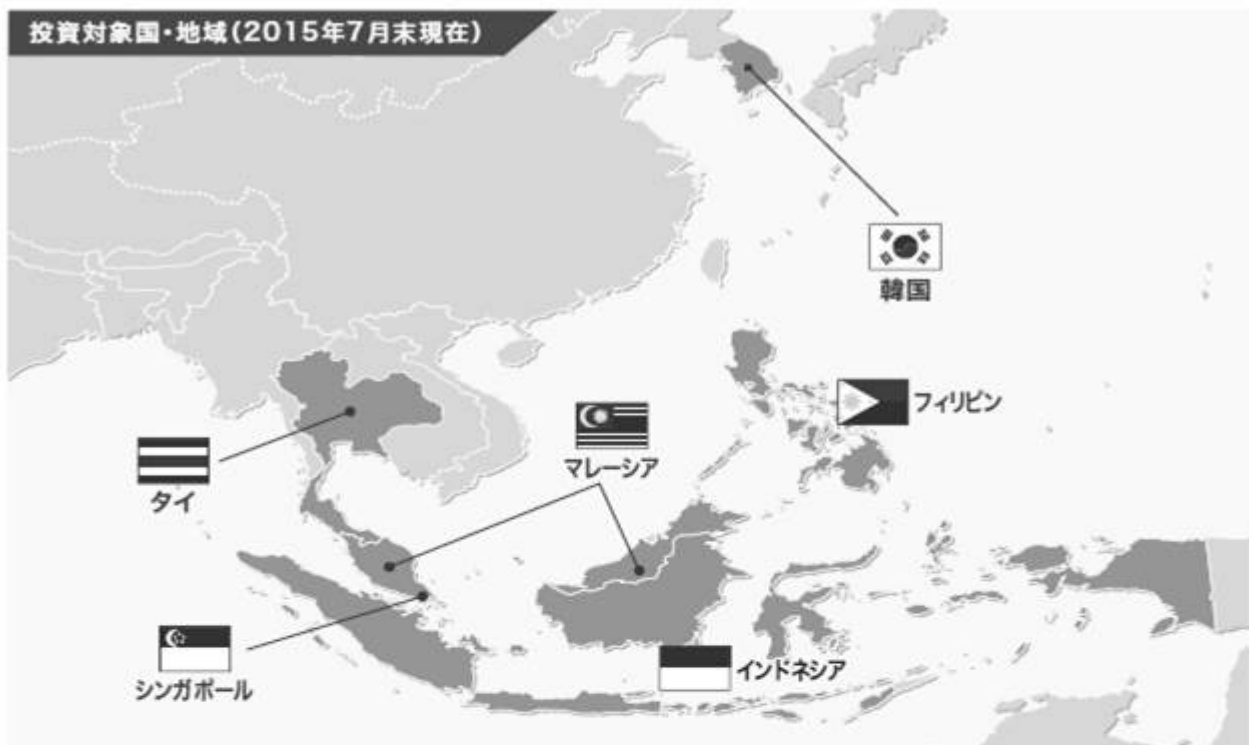 投資対象国・地域(2015年7月末現在)
韓国
フィリピン
マレーシア
タイ
シンガポール
インドネシア